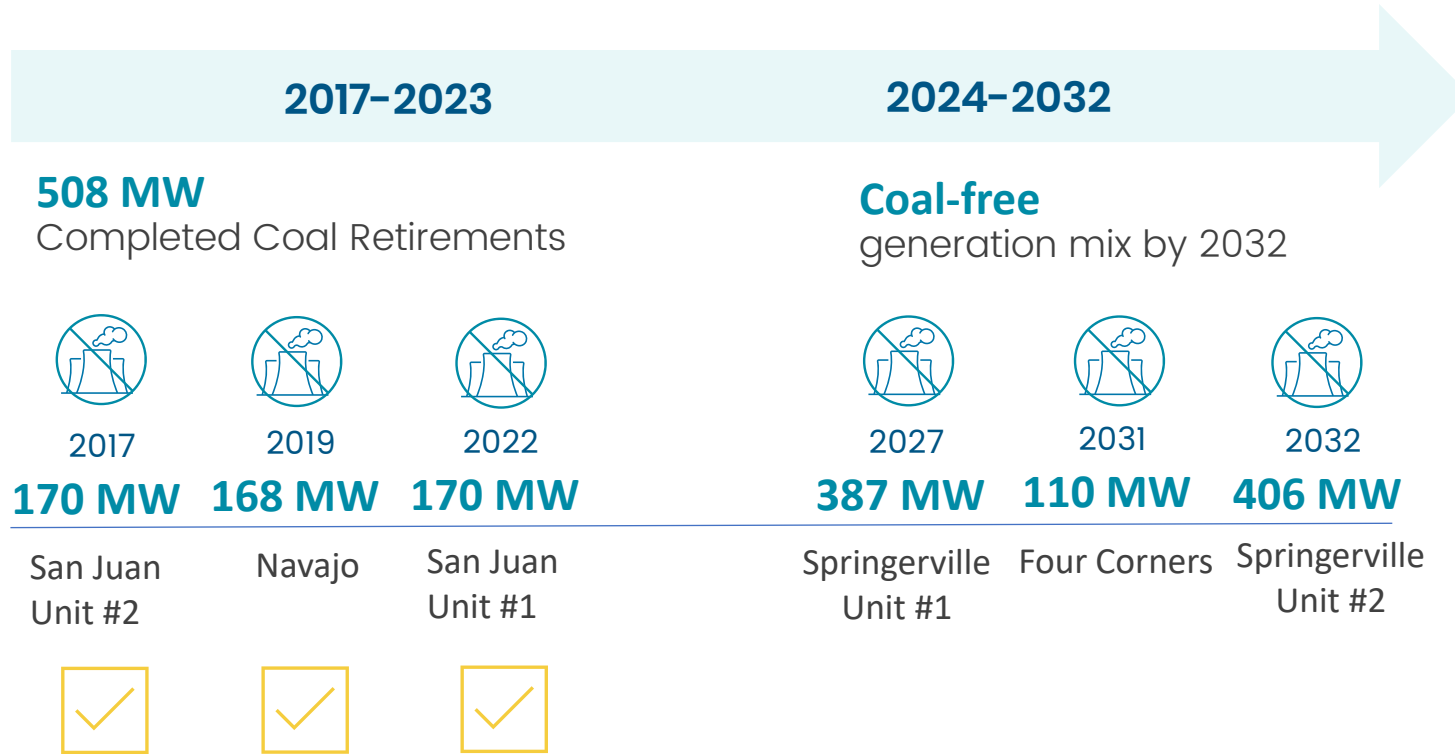 2017-2023
2024-2032
508 MW
Completed Coal Retirements
Coal-free
generation mix by 2032
2017
2019
2022
2027
2031
2032
170 MW
168 MW
170 MW
387 MW
110 MW
406 MW
San Juan
Unit #2
Navajo
San Juan
Unit #1
Springerville
Unit #1
Four Corners
Springerville
Unit #2